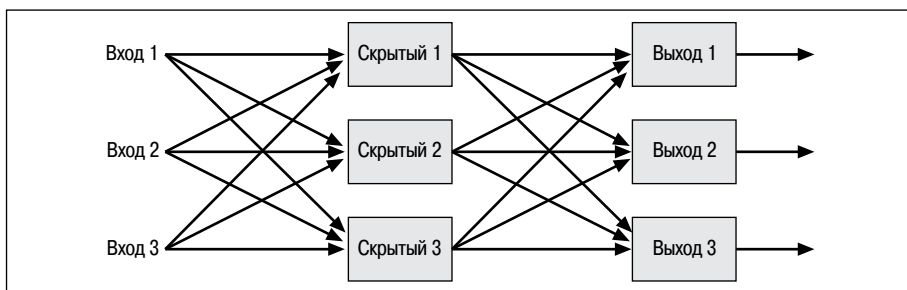 Вход 1
Скрытый 1
Выход 1
Вход 2
Скрытый 2
Выход 2
Вход 3
Скрытый 3
Выход 3